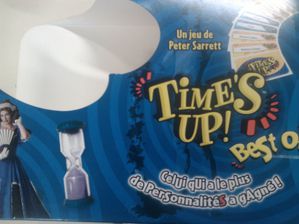 Un jeu de
Peter Sarrett
TIME'S
UP!
Best O
Celui qui a le plus
de Personnalités a gagné!